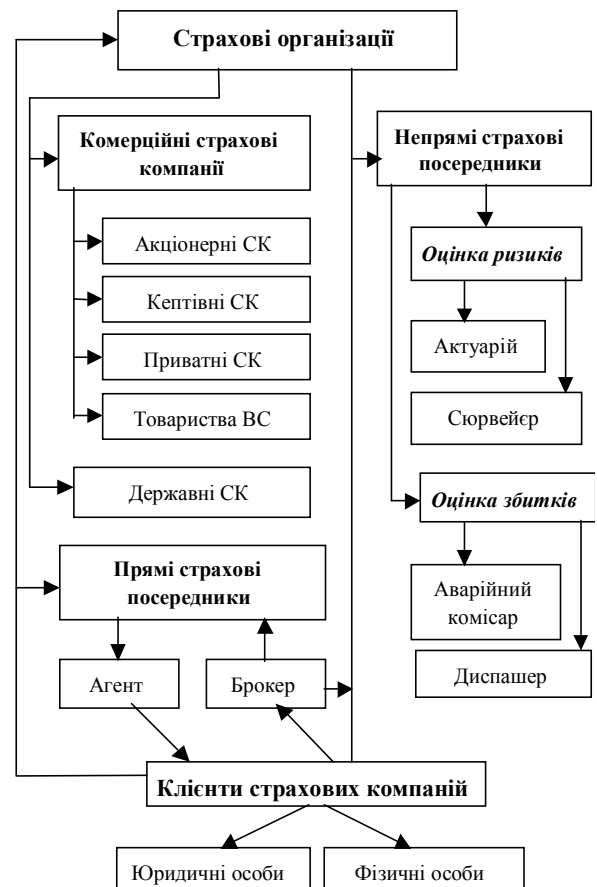 Страхові організації
Комерційні страхові
компанії
Акціонерні СК
Кептівні СК
Приватні СК
Товариства ВС
Державні СК
Прямі страхові
посередники
Агент
Брокер
Непрямі страхові
посередники
Оцінка ризиків
Актуарій
Сюрвейєр
Оцінка збитків
Аварійний
комісар
Диспашер
Клієнти страхових компаній
Юридичні особи
Фізичні особи